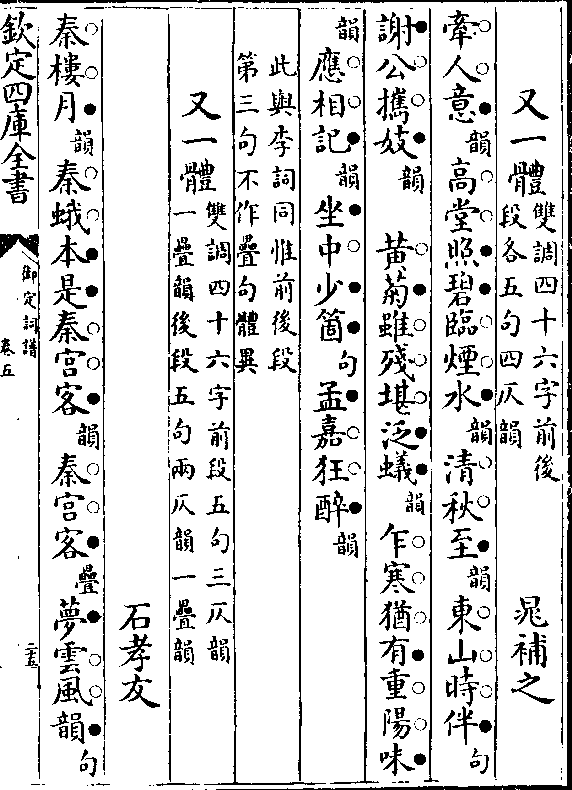 又一體雙調四十六字前後
段各五句四仄韻
晁補之
牽人意韻高堂照碧臨煙水韻清秋至韻東山時伴句
謝公擕妓韻 黃菊雖殘堪泛蟻韻乍寒猶有重陽味
韻應相記韻坐中少箇句孟嘉狂醉韻
此與李詞同惟前後段
第三句不作疊句體異
又一體雙調四十六字前段五句三仄韻
一疊韻後段五句兩仄韻一疊韻
石孝友
秦樓月韻秦娥本是秦宮客韻秦宮客疊夢雲風韻句
欽定四庫全書
御定詞譜
卷五
二十五